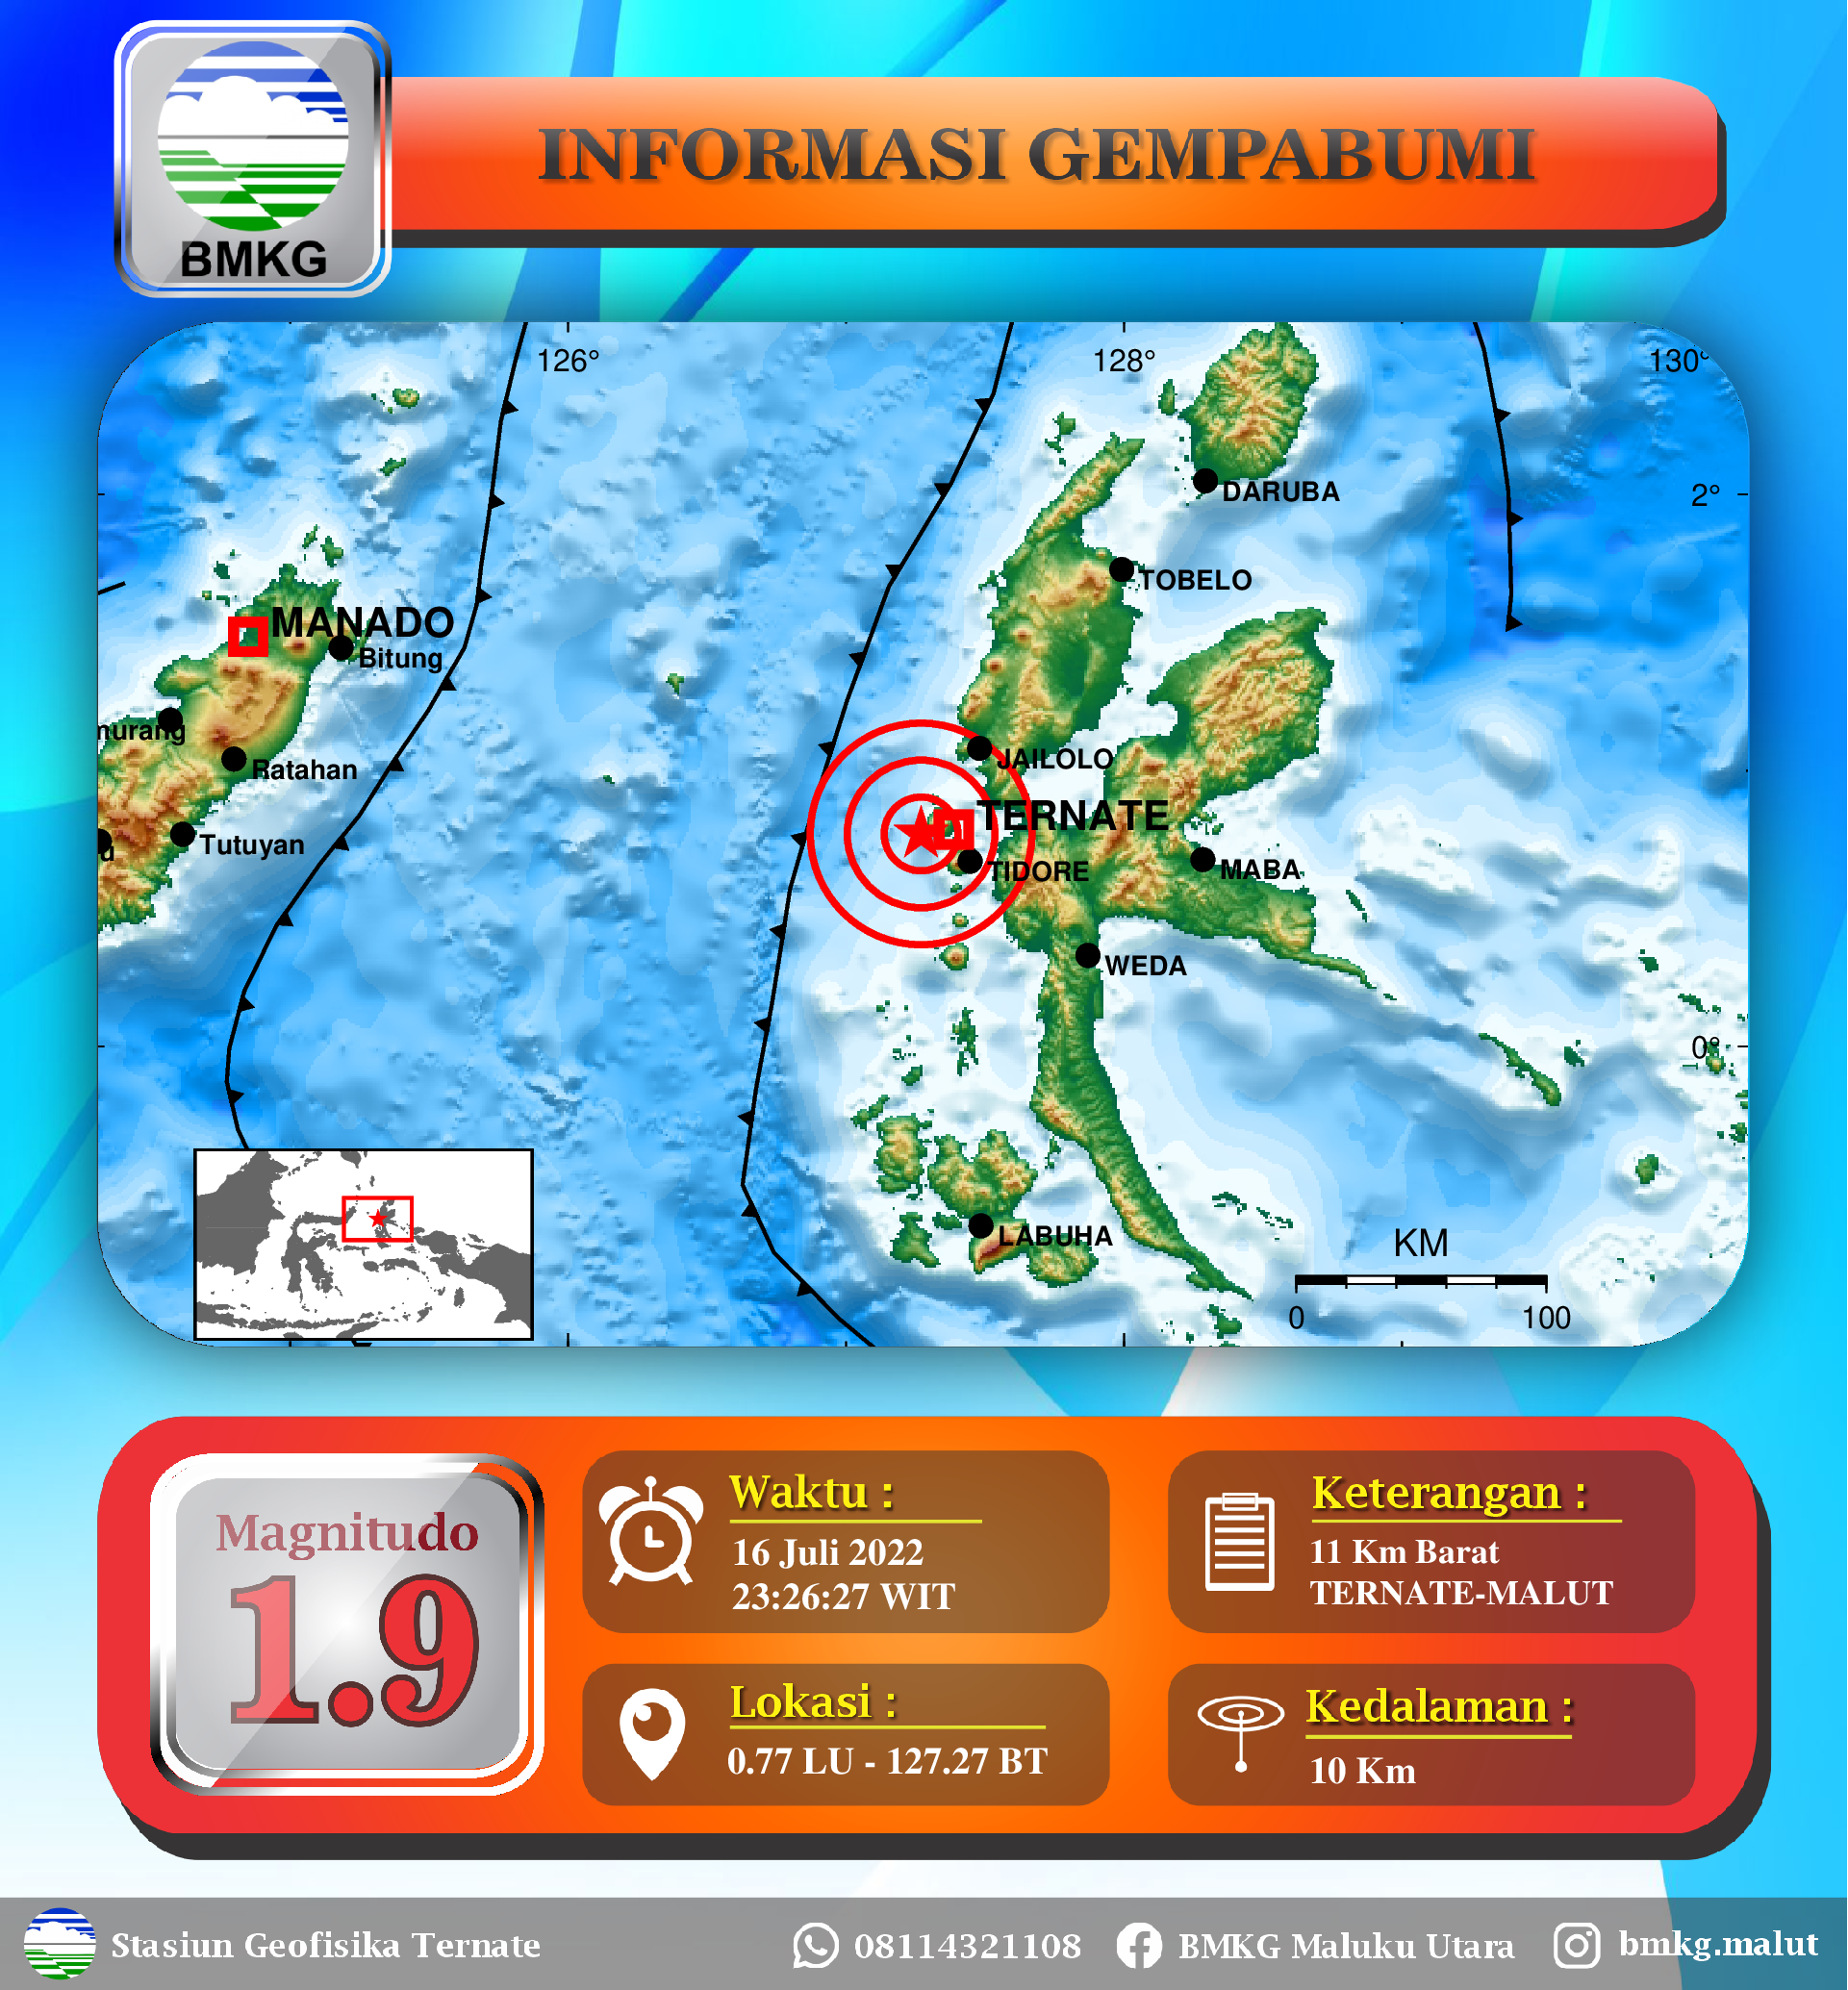 BMKG
INFORMASI GEMPABUMI
126°
128°
130°
DARUBA
2°
TOBELO
MANADO
Bitung
murang
JAILOLO
Ratahan
TERNATE
Tutuyan
u
TIDORE
MABA
WEDA
0°
LABUHA
KM
0 100
Magnitudo
1.9
Waktu :
16 Juli 2022
23:26:27 WIT
Keterangan :
11 Km Barat
TERNATE-MALUT
Lokasi :
0.77 LU - 127.27 BT
Kedalaman :
10 Km
Stasiun Geofisika Ternate 08114321108 BMKG Maluku Utara bmkg.malut